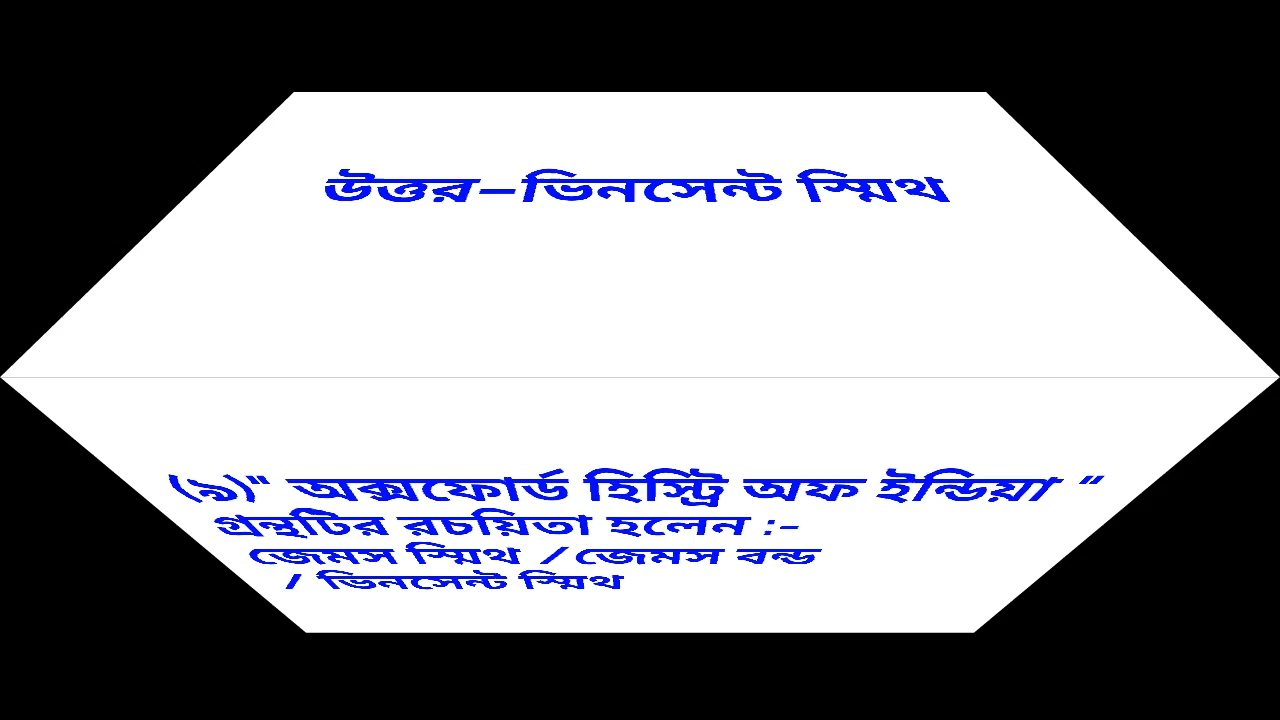 উত্তর–ভিনসেন্ট স্মিথ
(৯)" অক্সফোর্ড হিস্ট্রি অফ ইন্ডিয়া "
গ্রন্থটির রচয়িতা হলেন :-
জেমস স্মিথ / জেমস বন্ড
/ ভিনসেন্ট স্মিথ